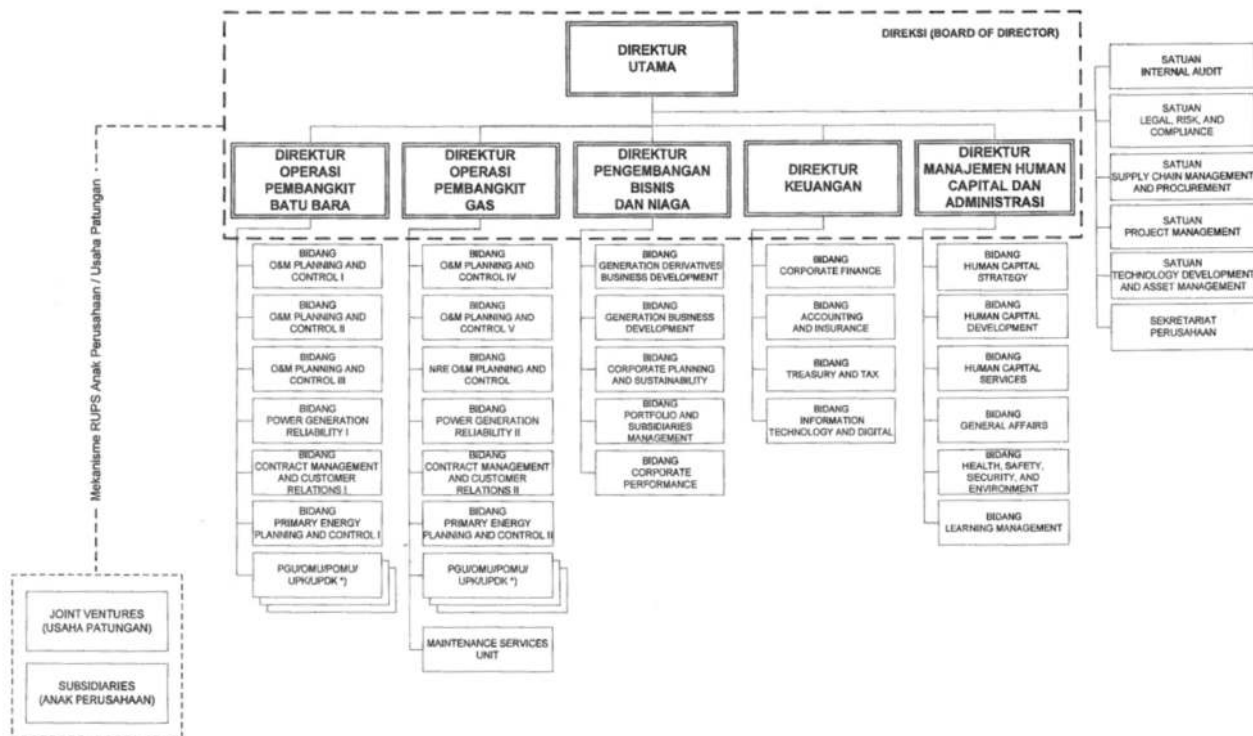 DIREKSI (BOARD OF DIRECTOR)
DIREKTUR
UTAMA
DIREKTUR
OPERASI
PEMBANGKIT
BATU BARA
DIREKTUR
OPERASI
PEMBANGKIT
GAS
DIREKTUR
PENGEMBANGAN
BISNIS
DAN NIAGA
DIREKTUR
KEUANGAN
DIREKTUR
MANAJEMEN HUMAN
CAPITAL DAN
ADMINISTRASI
SATUAN
INTERNAL AUDIT
SATUAN
LEGAL, RISK, AND
COMPLIANCE
SATUAN
SUPPLY CHAIN MANAGEMENT
AND PROCUREMENT
SATUAN
PROJECT MANAGEMENT
SATUAN
TECHNOLOGY DEVELOPMENT
AND ASSET MANAGEMENT
SEKRETARIAT
PERUSAHAAN
BIDANG
O&M PLANNING AND
CONTROL I
BIDANG
O&M PLANNING AND
CONTROL II
BIDANG
O&M PLANNING AND
CONTROL III
BIDANG
POWER GENERATION
RELIABILITY I
BIDANG
CONTRACT MANAGEMENT
AND CUSTOMER
RELATIONS I
BIDANG
PRIMARY ENERGY
PLANNING AND CONTROL I
PGU/OMU/POMU/
UPK/UPDK *)
BIDANG
O&M PLANNING AND
CONTROL IV
BIDANG
O&M PLANNING AND
CONTROL V
BIDANG
NRE O&M PLANNING AND
CONTROL
BIDANG
POWER GENERATION
RELIABILITY II
BIDANG
CONTRACT MANAGEMENT
AND CUSTOMER
RELATIONS II
BIDANG
PRIMARY ENERGY
PLANNING AND CONTROL II
PGU/OMU/POMU/
UPK/UPDK *)
MAINTENANCE SERVICES
UNIT
BIDANG
GENERATION DERIVATIVES
BUSINESS DEVELOPMENT
BIDANG
GENERATION BUSINESS
DEVELOPMENT
BIDANG
CORPORATE PLANNING
AND SUSTAINABILITY
BIDANG
PORTFOLIO AND
SUBSIDIARIES
MANAGEMENT
BIDANG
CORPORATE
PERFORMANCE
BIDANG
CORPORATE FINANCE
BIDANG
ACCOUNTING
AND INSURANCE
BIDANG
TREASURY AND TAX
BIDANG
INFORMATION
TECHNOLOGY AND DIGITAL
BIDANG
HUMAN CAPITAL
STRATEGY
BIDANG
HUMAN CAPITAL
DEVELOPMENT
BIDANG
HUMAN CAPITAL
SERVICES
BIDANG
GENERAL AFFAIRS
BIDANG
HEALTH, SAFETY,
SECURITY, AND
ENVIRONMENT
BIDANG
LEARNING MANAGEMENT
Mekanisme RUPS Anak Perusahaan / Usaha Patungan
JOINT VENTURES
(USAHA PATUNGAN)
SUBSIDIARIES
(ANAK PERUSAHAAN)